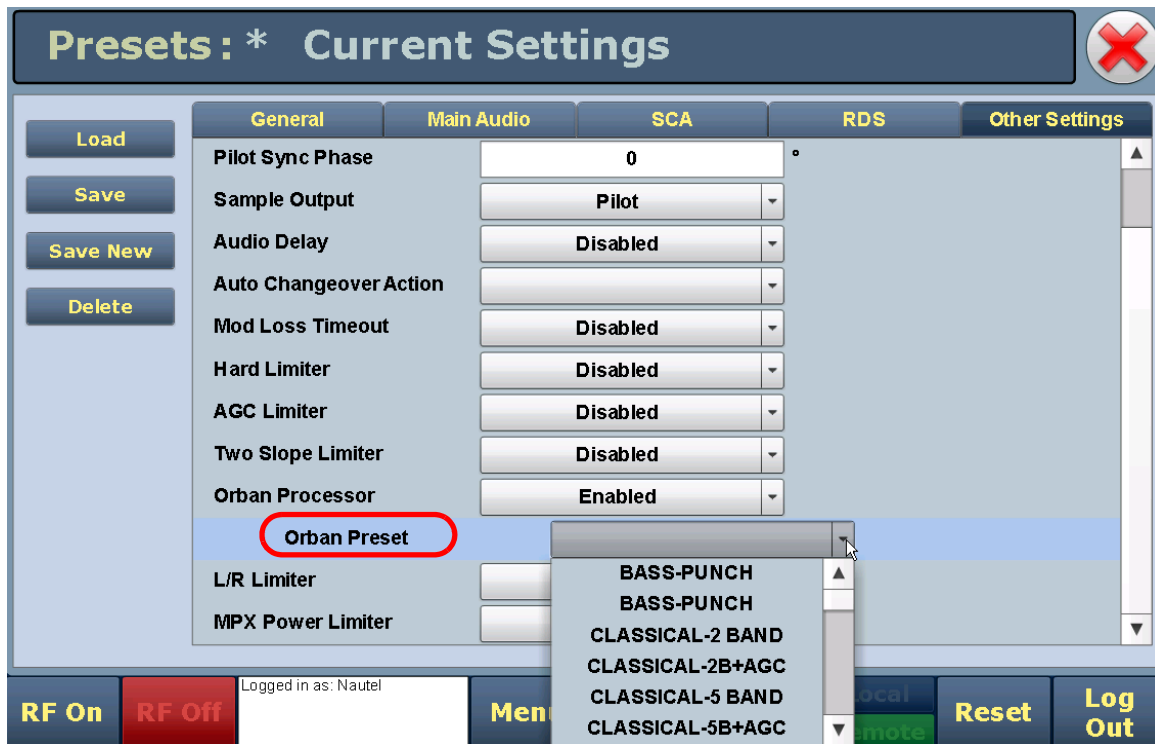 Presets: * Current Settings
Load
Save
Save New
Delete
General Main Audio SCA RDS Other Settings
Pilot Sync Phase 0 °
Sample Output Pilot
Audio Delay Disabled
Auto Changeover Action
Mod Loss Timeout Disabled
Hard Limiter Disabled
AGC Limiter Disabled
Two Slope Limiter Disabled
Orban Processor Enabled
Orban Preset
L/R Limiter
MPX Power Limiter
BASS-PUNCH
BASS-PUNCH
CLASSICAL-2 BAND
CLASSICAL-2B+AGC
CLASSICAL-5 BAND
CLASSICAL-5B+AGC
RF On RF Off
Logged in as: Nautel
Men
ocal
emote
Reset
Log
Out